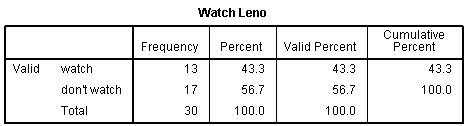 Watch Leno
Frequency Percent Valid Percent Cumulative Percent
Valid watch 13 43.3 43.3 43.3
don't watch 17 56.7 56.7 100.0
Total 30 100.0 100.0